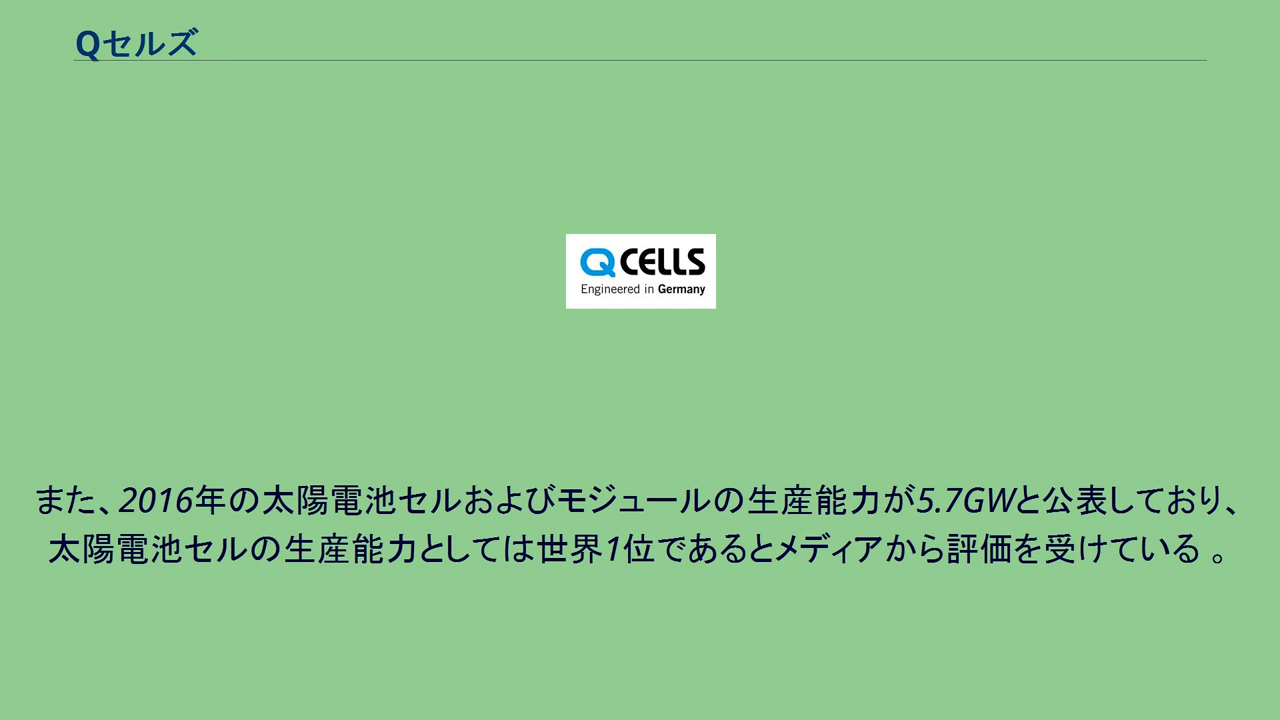 Qセルズ
Q CELLS
Engineered in Germany
また、2016年の太陽電池セルおよびモジュールの生産能力が5.7GWと公表しており、
太陽電池セルの生産能力としては世界1位であるとメディアから評価を受けている 。